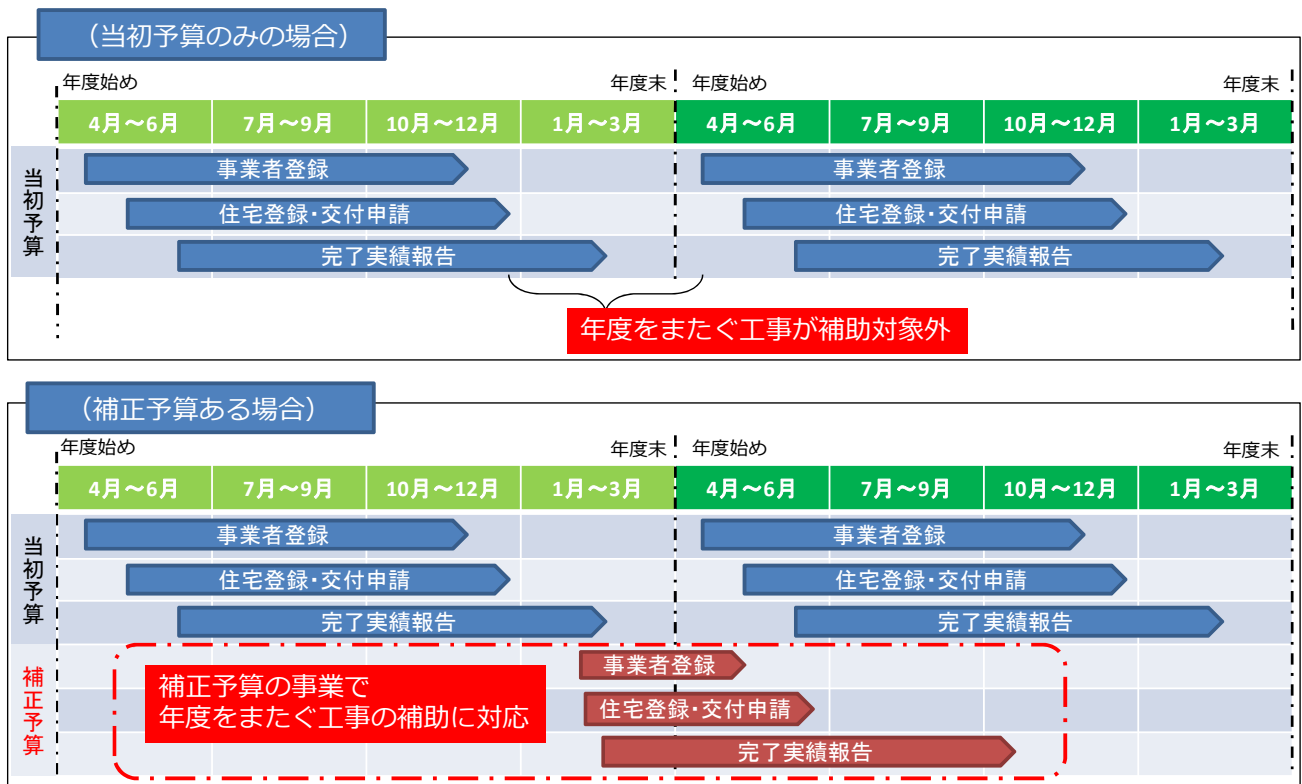 （当初予算のみの場合）
年度始め 年度末 年度始め 年度末
4月～6月 7月～9月 10月～12月 1月～3月 4月～6月 7月～9月 10月～12月 1月～3月
当初予算
事業者登録 事業者登録
住宅登録・交付申請 住宅登録・交付申請
完了実績報告 完了実績報告
年度をまたぐ工事が補助対象外
（補正予算ある場合）
年度始め 年度末 年度始め 年度末
4月～6月 7月～9月 10月～12月 1月～3月 4月～6月 7月～9月 10月～12月 1月～3月
当初予算
事業者登録 事業者登録
住宅登録・交付申請 住宅登録・交付申請
完了実績報告 完了実績報告
補正予算
補正予算の事業で
年度をまたぐ工事の補助に対応
事業者登録
住宅登録・交付申請
完了実績報告